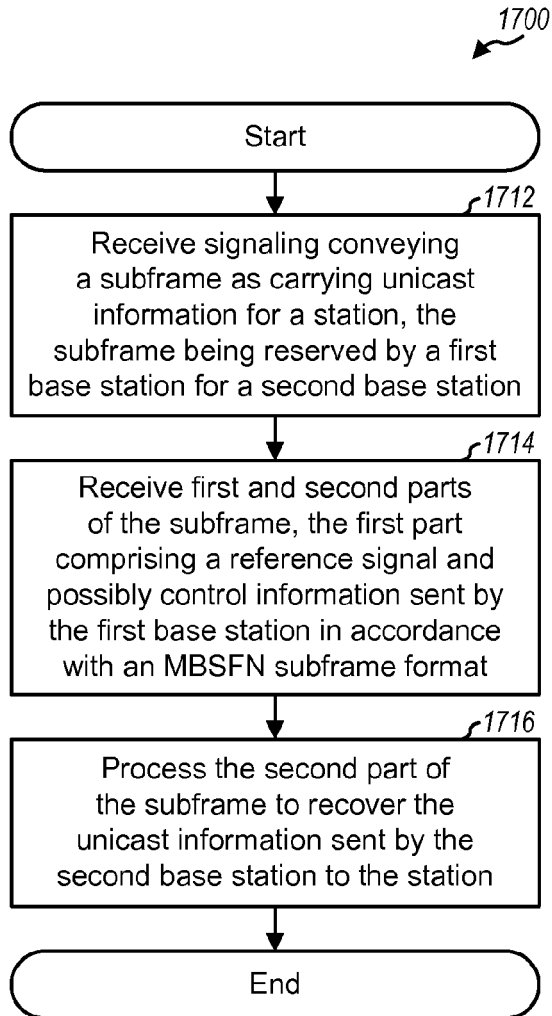 1700
Start
1712
Receive signaling conveying
a subframe as carrying unicast
information for a station, the
subframe being reserved by a first
base station for a second base station
1714
Receive first and second parts
of the subframe, the first part
comprising a reference signal and
possibly control information sent by
the first base station in accordance
with an MBSFN subframe format
1716
Process the second part of
the subframe to recover the
unicast information sent by the
second base station to the station
End